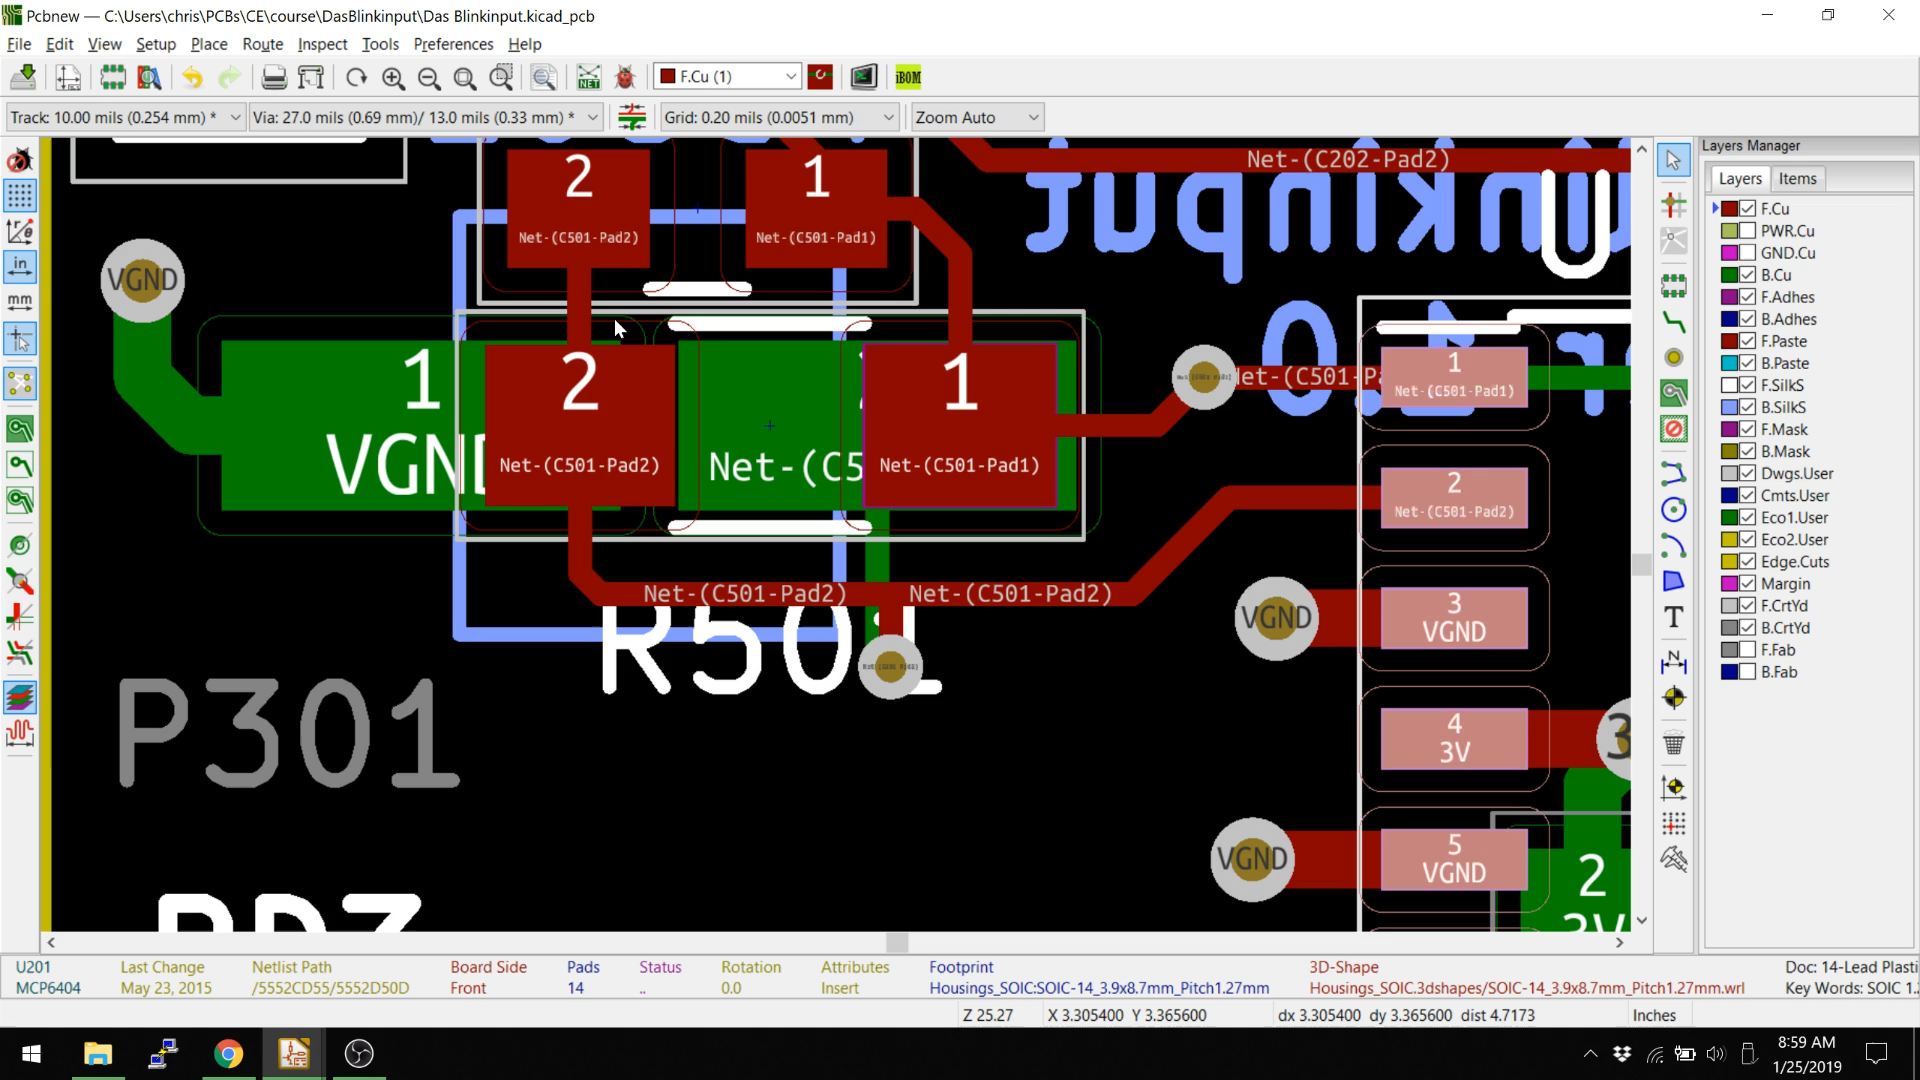 Pcbnew — C:\Users\chris\PCBs\CE\course\DasBlinkinput\Das Blinkinput.kicad_pcb
File Edit View Setup Place Route Inspect Tools Preferences Help
NET F.Cu (1) iBOM
Track: 10.00 mils (0.254 mm) * Via: 27.0 mils (0.69 mm)/ 13.0 mils (0.33 mm) * Grid: 0.20 mils (0.0051 mm) Zoom Auto
in
mm
2
Net-(C501-Pad2)
1
Net-(C501-Pad1)
Net-(C202-Pad2)
VGND
1
2
Net-(C501-Pad2)
Net-(C5
1
Net-(C501-Pad1)
1
Net-(C501-Pad1)
2
Net-(C501-Pad2)
Net-(C501-Pad2) Net-(C501-Pad2)
R501
VGND
3
VGND
P301
4
3V
VGND
5
VGND
2
3V
Layers Manager
Layers Items
F.Cu
PWR.Cu
GND.Cu
B.Cu
F.Adhes
B.Adhes
F.Paste
B.Paste
F.SilkS
B.SilkS
F.Mask
B.Mask
Dwgs.User
Cmts.User
Eco1.User
Eco2.User
Edge.Cuts
Margin
F.CrtYd
B.CrtYd
F.Fab
B.Fab
U201 Last Change Netlist Path Board Side Pads Status Rotation Attributes Footprint 3D-Shape Doc: 14-Lead Plasti
MCP6404 May 23, 2015 /5552CD55/5552D50D Front 14 .. 0.0 Insert Housings_SOIC:SOIC-14_3.9x8.7mm_Pitch1.27mm Housings_SOIC.3dshapes/SOIC-14_3.9x8.7mm_Pitch1.27mm.wrl Key Words: SOIC 1.
Z 25.27 X 3.305400 Y 3.365600 dx 3.305400 dy 3.365600 dist 4.7173 Inches
8:59 AM
1/25/2019